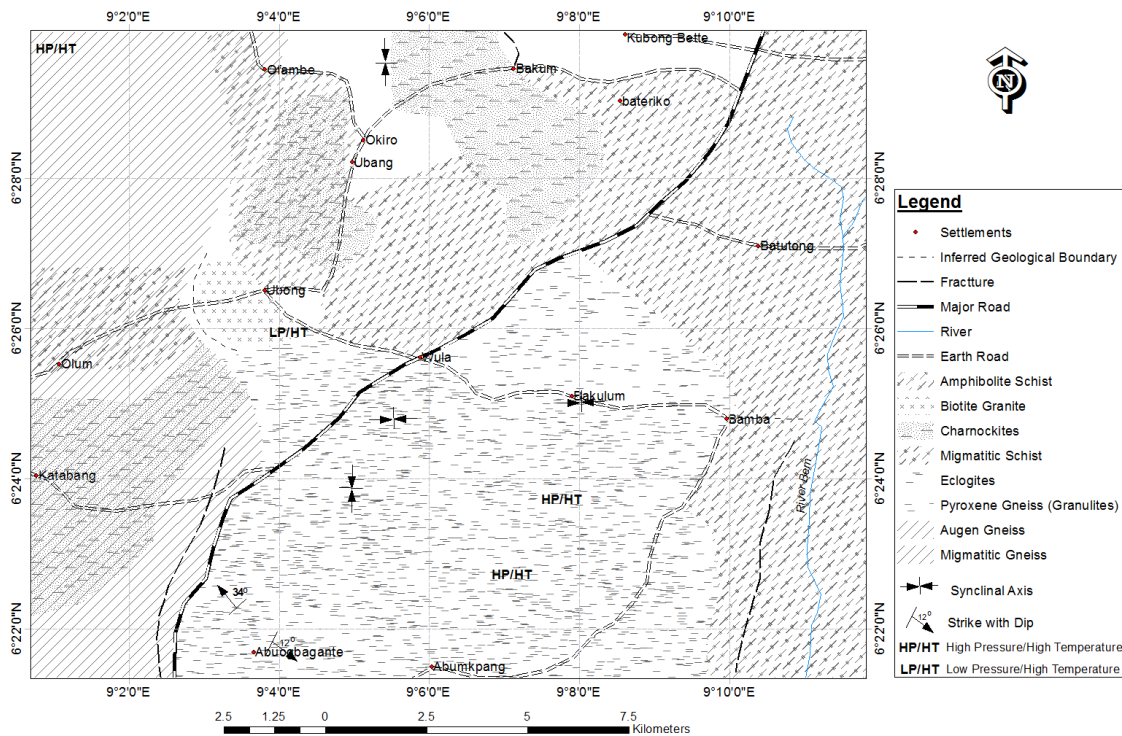 9°2'0"E 9°4'0"E 9°6'0"E 9°8'0"E 9°10'0"E
HP/HT
Kubong Bette
Ofambe
Bakum
bateriko
N
Okiro
Ubang
6°28'0"N 6°28'0"N
Batutong
Ubong
LP/HT
6°26'0"N 6°26'0"N
Wula
Olum
Bakulum
Bamba
Katabang
6°24'0"N 6°24'0"N
HP/HT
River Bem
HP/HT
34°
12°
6°22'0"N 6°22'0"N
Abuogbagante
Abumkpang
9°2'0"E 9°4'0"E 9°6'0"E 9°8'0"E 9°10'0"E
2.5 1.25 0 2.5 5 7.5
Kilometers
Legend
Settlements
Inferred Geological Boundary
Fractture
Major Road
River
Earth Road
Amphibolite Schist
Biotite Granite
Charnockites
Migmatitic Schist
Eclogites
Pyroxene Gneiss (Granulites)
Augen Gneiss
Migmatitic Gneiss
Synclinal Axis
12° Strike with Dip
HP/HT High Pressure/High Temperature
LP/HT Low Pressure/High Temperature